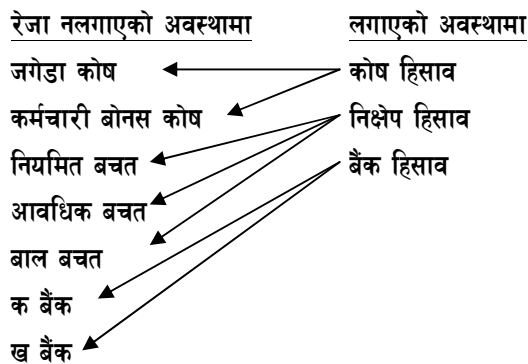 रेजा नलगाएको अवस्थामा लगाएको अवस्थामा
जगेडा कोष कोष हिसाव
कर्मचारी बोनस कोष निक्षेप हिसाव
नियमित बचत बैंक हिसाव
आवधिक बचत
बाल बचत
क बैंक
ख बैंक